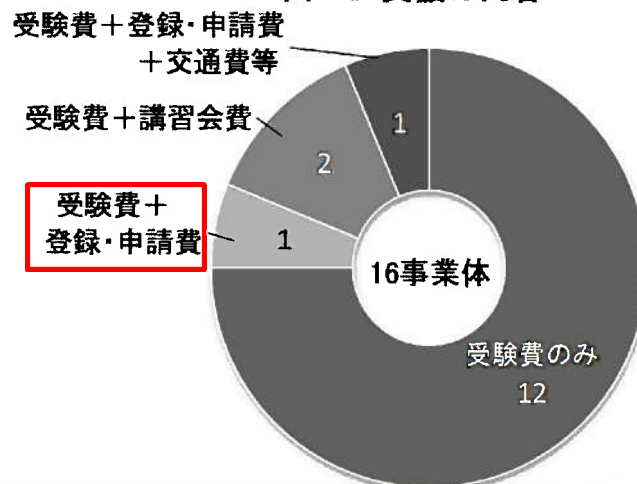 受験費＋登録・申請費
＋交通費等
受験費＋講習会費
受験費＋
登録・申請費
1
2
1
16事業体
受験費のみ
12